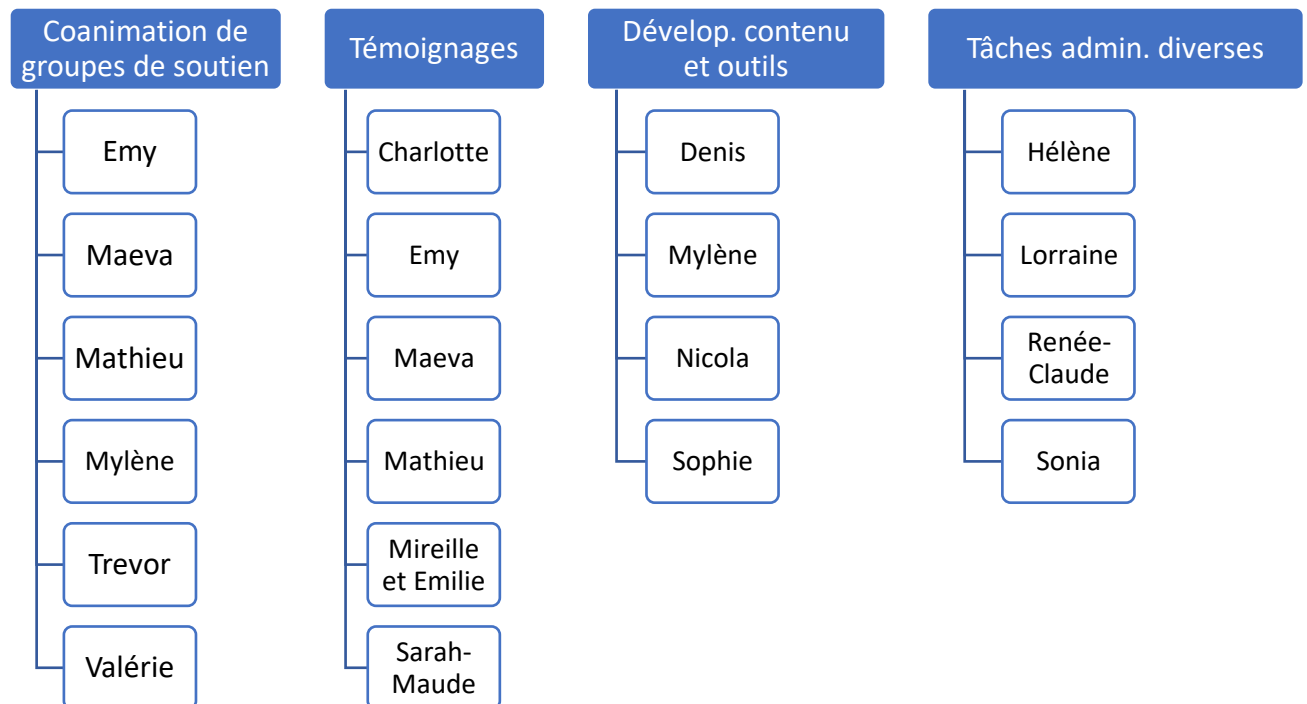 Coanimation de
groupes de soutien
Emy
Maeva
Mathieu
Mylène
Trevor
Valérie
Témoignages
Charlotte
Emy
Maeva
Mathieu
Mireille
et Emilie
Sarah-
Maude
Dévelop. contenu
et outils
Denis
Mylène
Nicola
Sophie
Tâches admin. diverses
Hélène
Lorraine
Renée-
Claude
Sonia